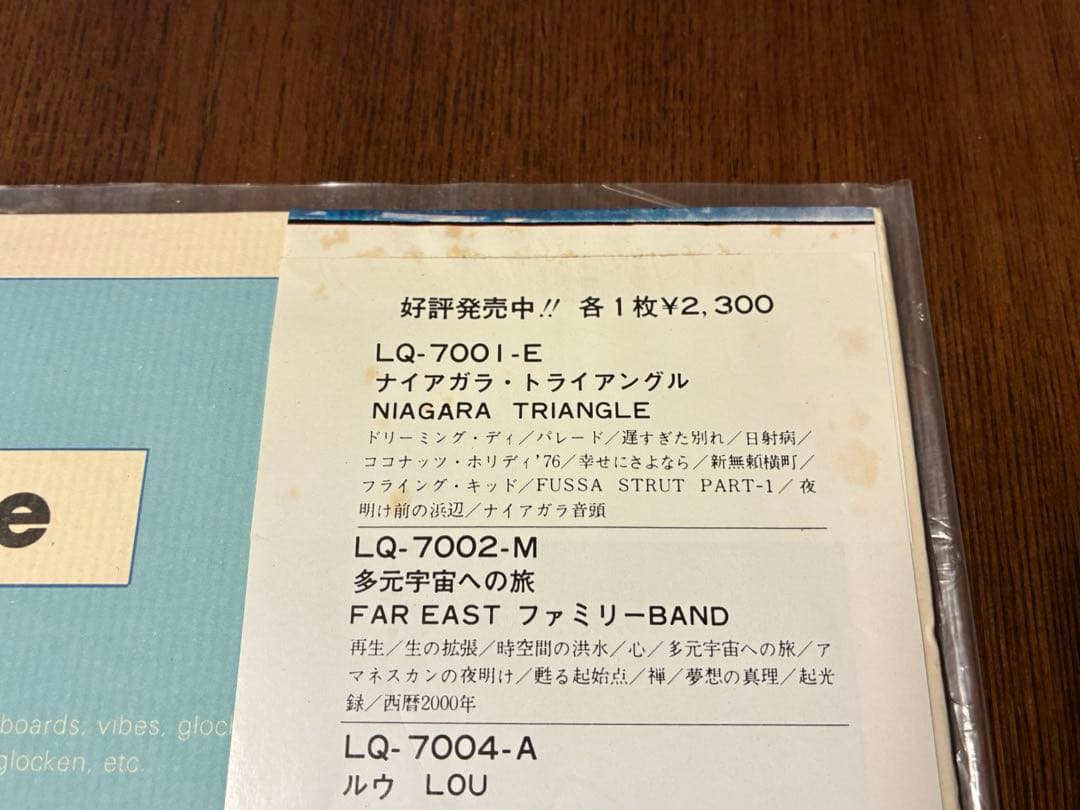 好評発売中!! 各1枚¥2,300
LQ-7001-E
ナイアガラ・トライアングル
NIAGARA TRIANGLE
ドリーミング・ディ/パレード/遅すぎた別れ/日射病/
ココナッツ・ホリディ'76/幸せにさよなら/新無頼横町/
フライング・キッド/FUSSA STRUT PART-1/夜
明け前の浜辺/ナイアガラ音頭
LQ-7002-M
多元宇宙への旅
FAR EAST ファミリーBAND
再生/生の拡張/時空間の洪水/心/多元宇宙への旅/ア
マネスカンの夜明け/甦る起始点/禅/夢想の真理/起光
録/西暦2000年
LQ-7004-A
ルウ LOU
e
boards, vibes, glock
glocken, etc.